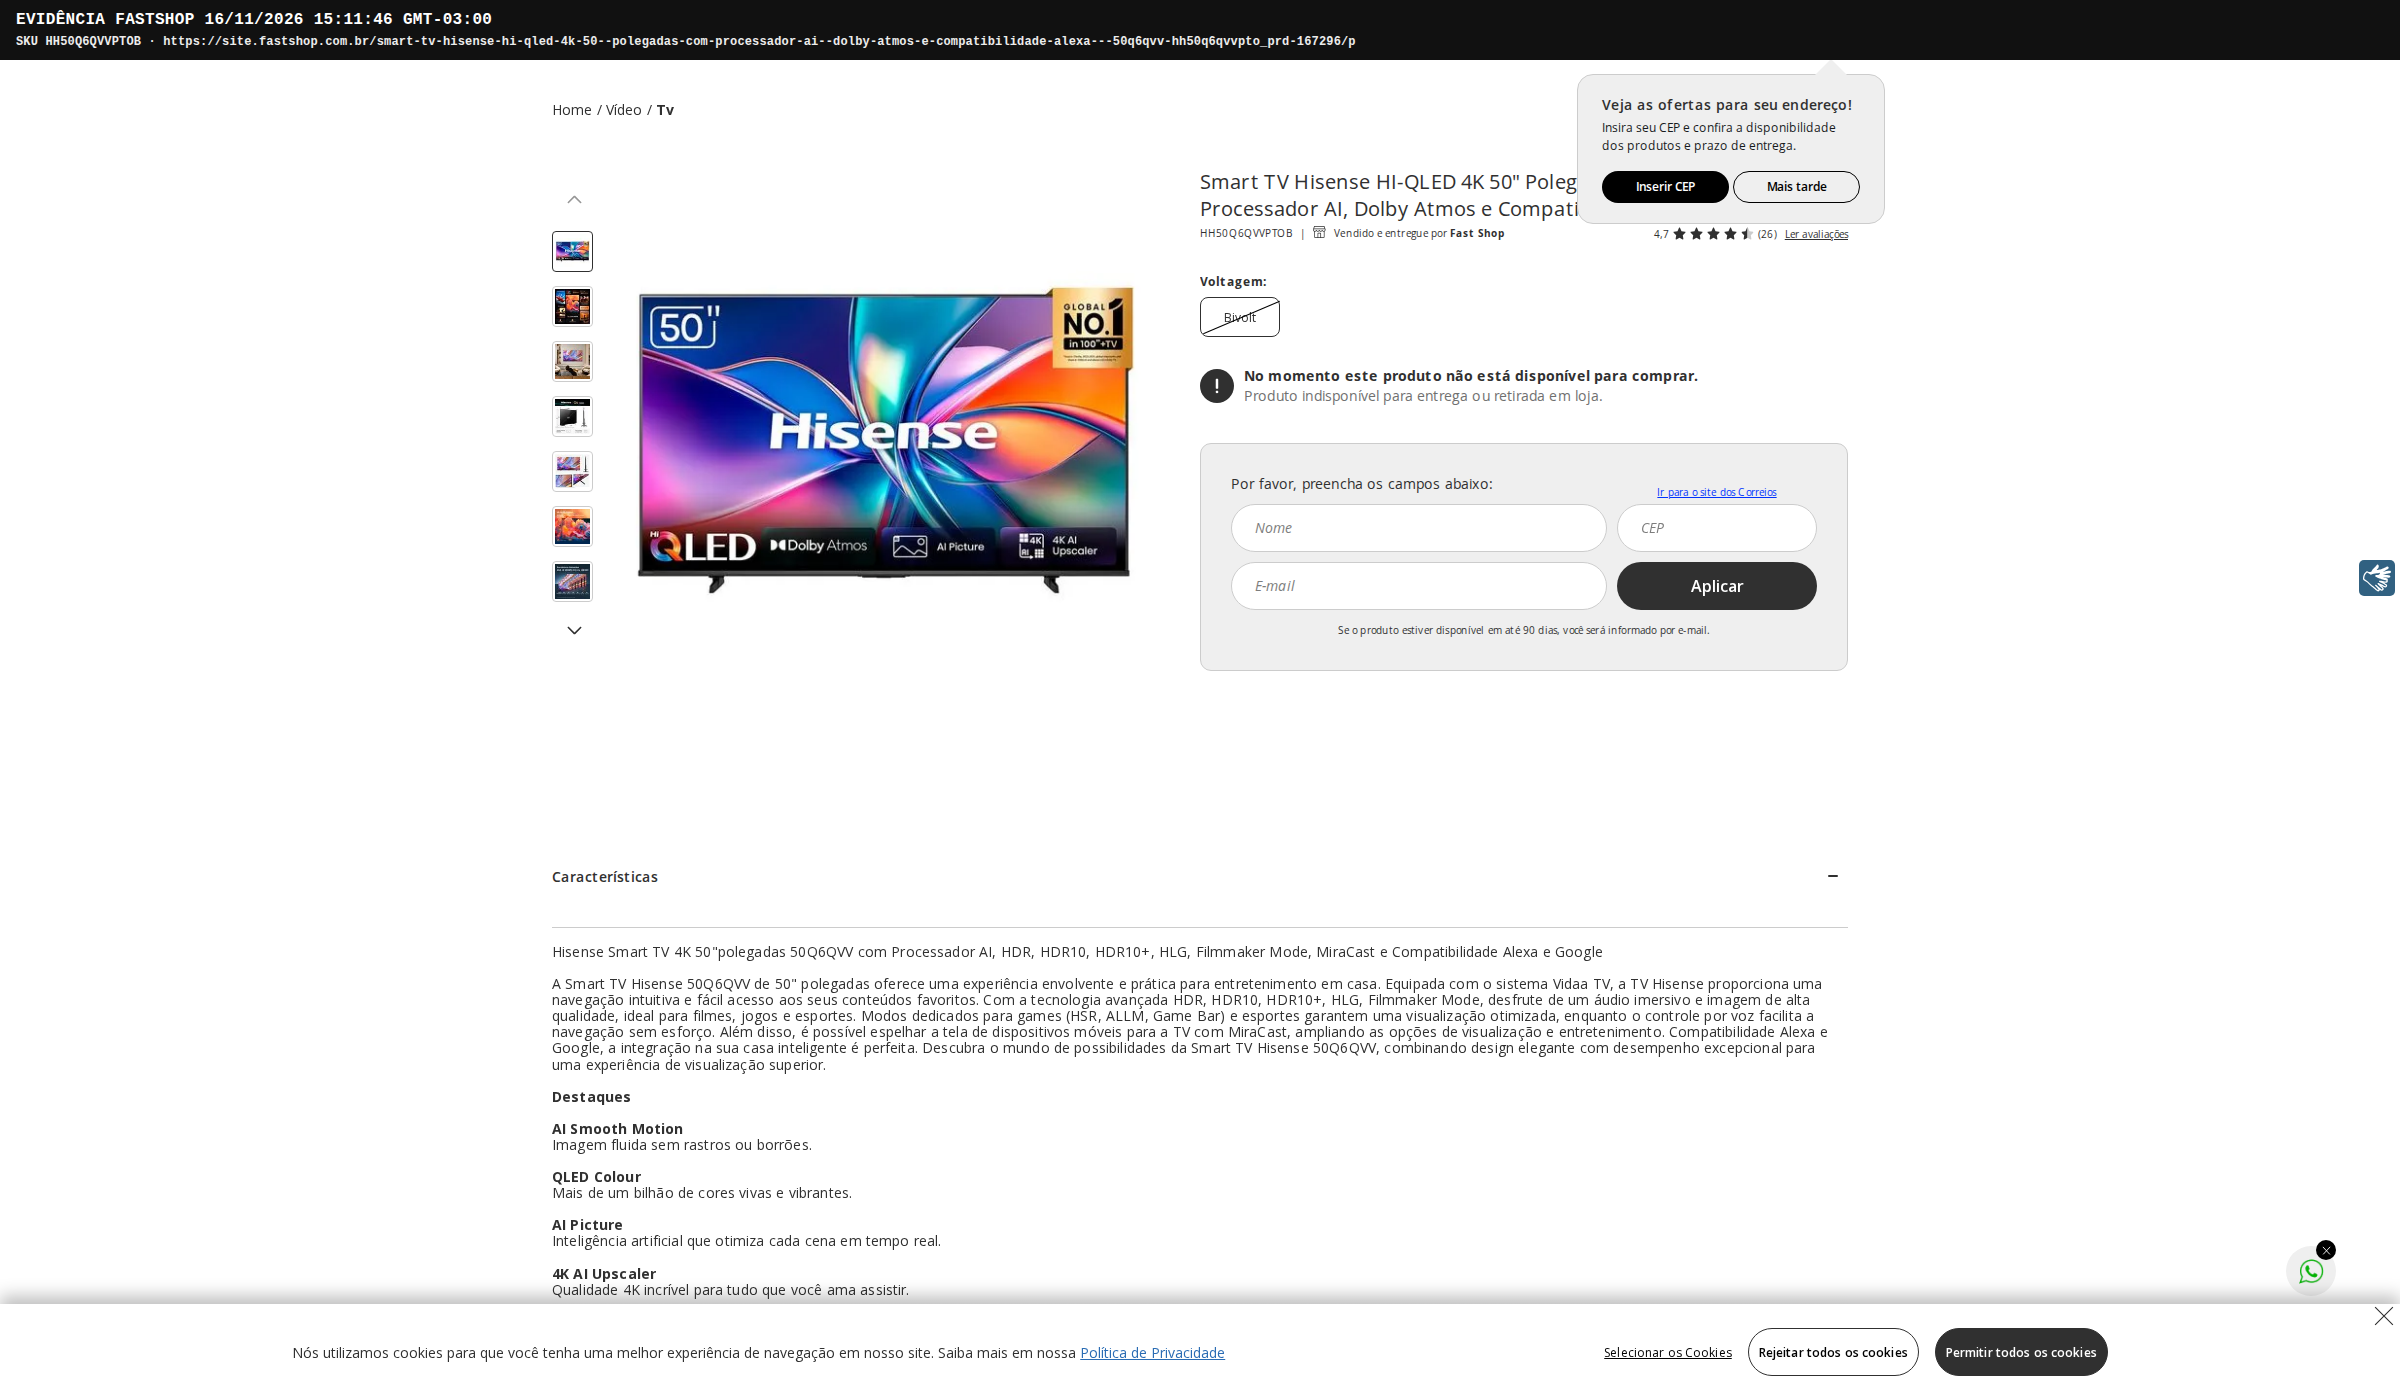 EVIDÊNCIA FASTSHOP 16/11/2026 15:11:46 GMT-03:00
SKU HH50Q6QVVPTOB · https://site.fastshop.com.br/smart-tv-hisense-hi-qled-4k-50--polegadas-com-processador-ai--dolby-atmos-e-compatibilidade-alexa---50q6qvv-hh50q6qvvpto_prd-167296/p
Home / Vídeo / Tv
Veja as ofertas para seu endereço!
Insira seu CEP e confira a disponibilidade
dos produtos e prazo de entrega.
Inserir CEP
Mais tarde
Smart TV Hisense HI-QLED 4K 50" Poleg
Processador AI, Dolby Atmos e Compati
HH50Q6QVVPTOB | Vendido e entregue por Fast Shop
4,7 (26) Ler avaliações
Voltagem:
Bivolt
No momento este produto não está disponível para comprar.
Produto indisponível para entrega ou retirada em loja.
Por favor, preencha os campos abaixo:
Ir para o site dos Correios
Nome
CEP
E-mail
Aplicar
Se o produto estiver disponível em até 90 dias, você será informado por e-mail.
50"
GLOBAL
NO.1
in 100"+TV
Hisense
Hi QLED
Dolby Atmos
AI Picture
4K AI
Upscaler
Características
Hisense Smart TV 4K 50"polegadas 50Q6QVV com Processador AI, HDR, HDR10, HDR10+, HLG, Filmmaker Mode, MiraCast e Compatibilidade Alexa e Google
A Smart TV Hisense 50Q6QVV de 50" polegadas oferece uma experiência envolvente e prática para entretenimento em casa. Equipada com o sistema Vidaa TV, a TV Hisense proporciona uma
navegação intuitiva e fácil acesso aos seus conteúdos favoritos. Com a tecnologia avançada HDR, HDR10, HDR10+, HLG, Filmmaker Mode, desfrute de um áudio imersivo e imagem de alta
qualidade, ideal para filmes, jogos e esportes. Modos dedicados para games (HSR, ALLM, Game Bar) e esportes garantem uma visualização otimizada, enquanto o controle por voz facilita a
navegação sem esforço. Além disso, é possível espelhar a tela de dispositivos móveis para a TV com MiraCast, ampliando as opções de visualização e entretenimento. Compatibilidade Alexa e
Google, a integração na sua casa inteligente é perfeita. Descubra o mundo de possibilidades da Smart TV Hisense 50Q6QVV, combinando design elegante com desempenho excepcional para
uma experiência de visualização superior.
Destaques
AI Smooth Motion
Imagem fluida sem rastros ou borrões.
QLED Colour
Mais de um bilhão de cores vivas e vibrantes.
AI Picture
Inteligência artificial que otimiza cada cena em tempo real.
4K AI Upscaler
Qualidade 4K incrível para tudo que você ama assistir.
Nós utilizamos cookies para que você tenha uma melhor experiência de navegação em nosso site. Saiba mais em nossa Política de Privacidade
Selecionar os Cookies
Rejeitar todos os cookies
Permitir todos os cookies